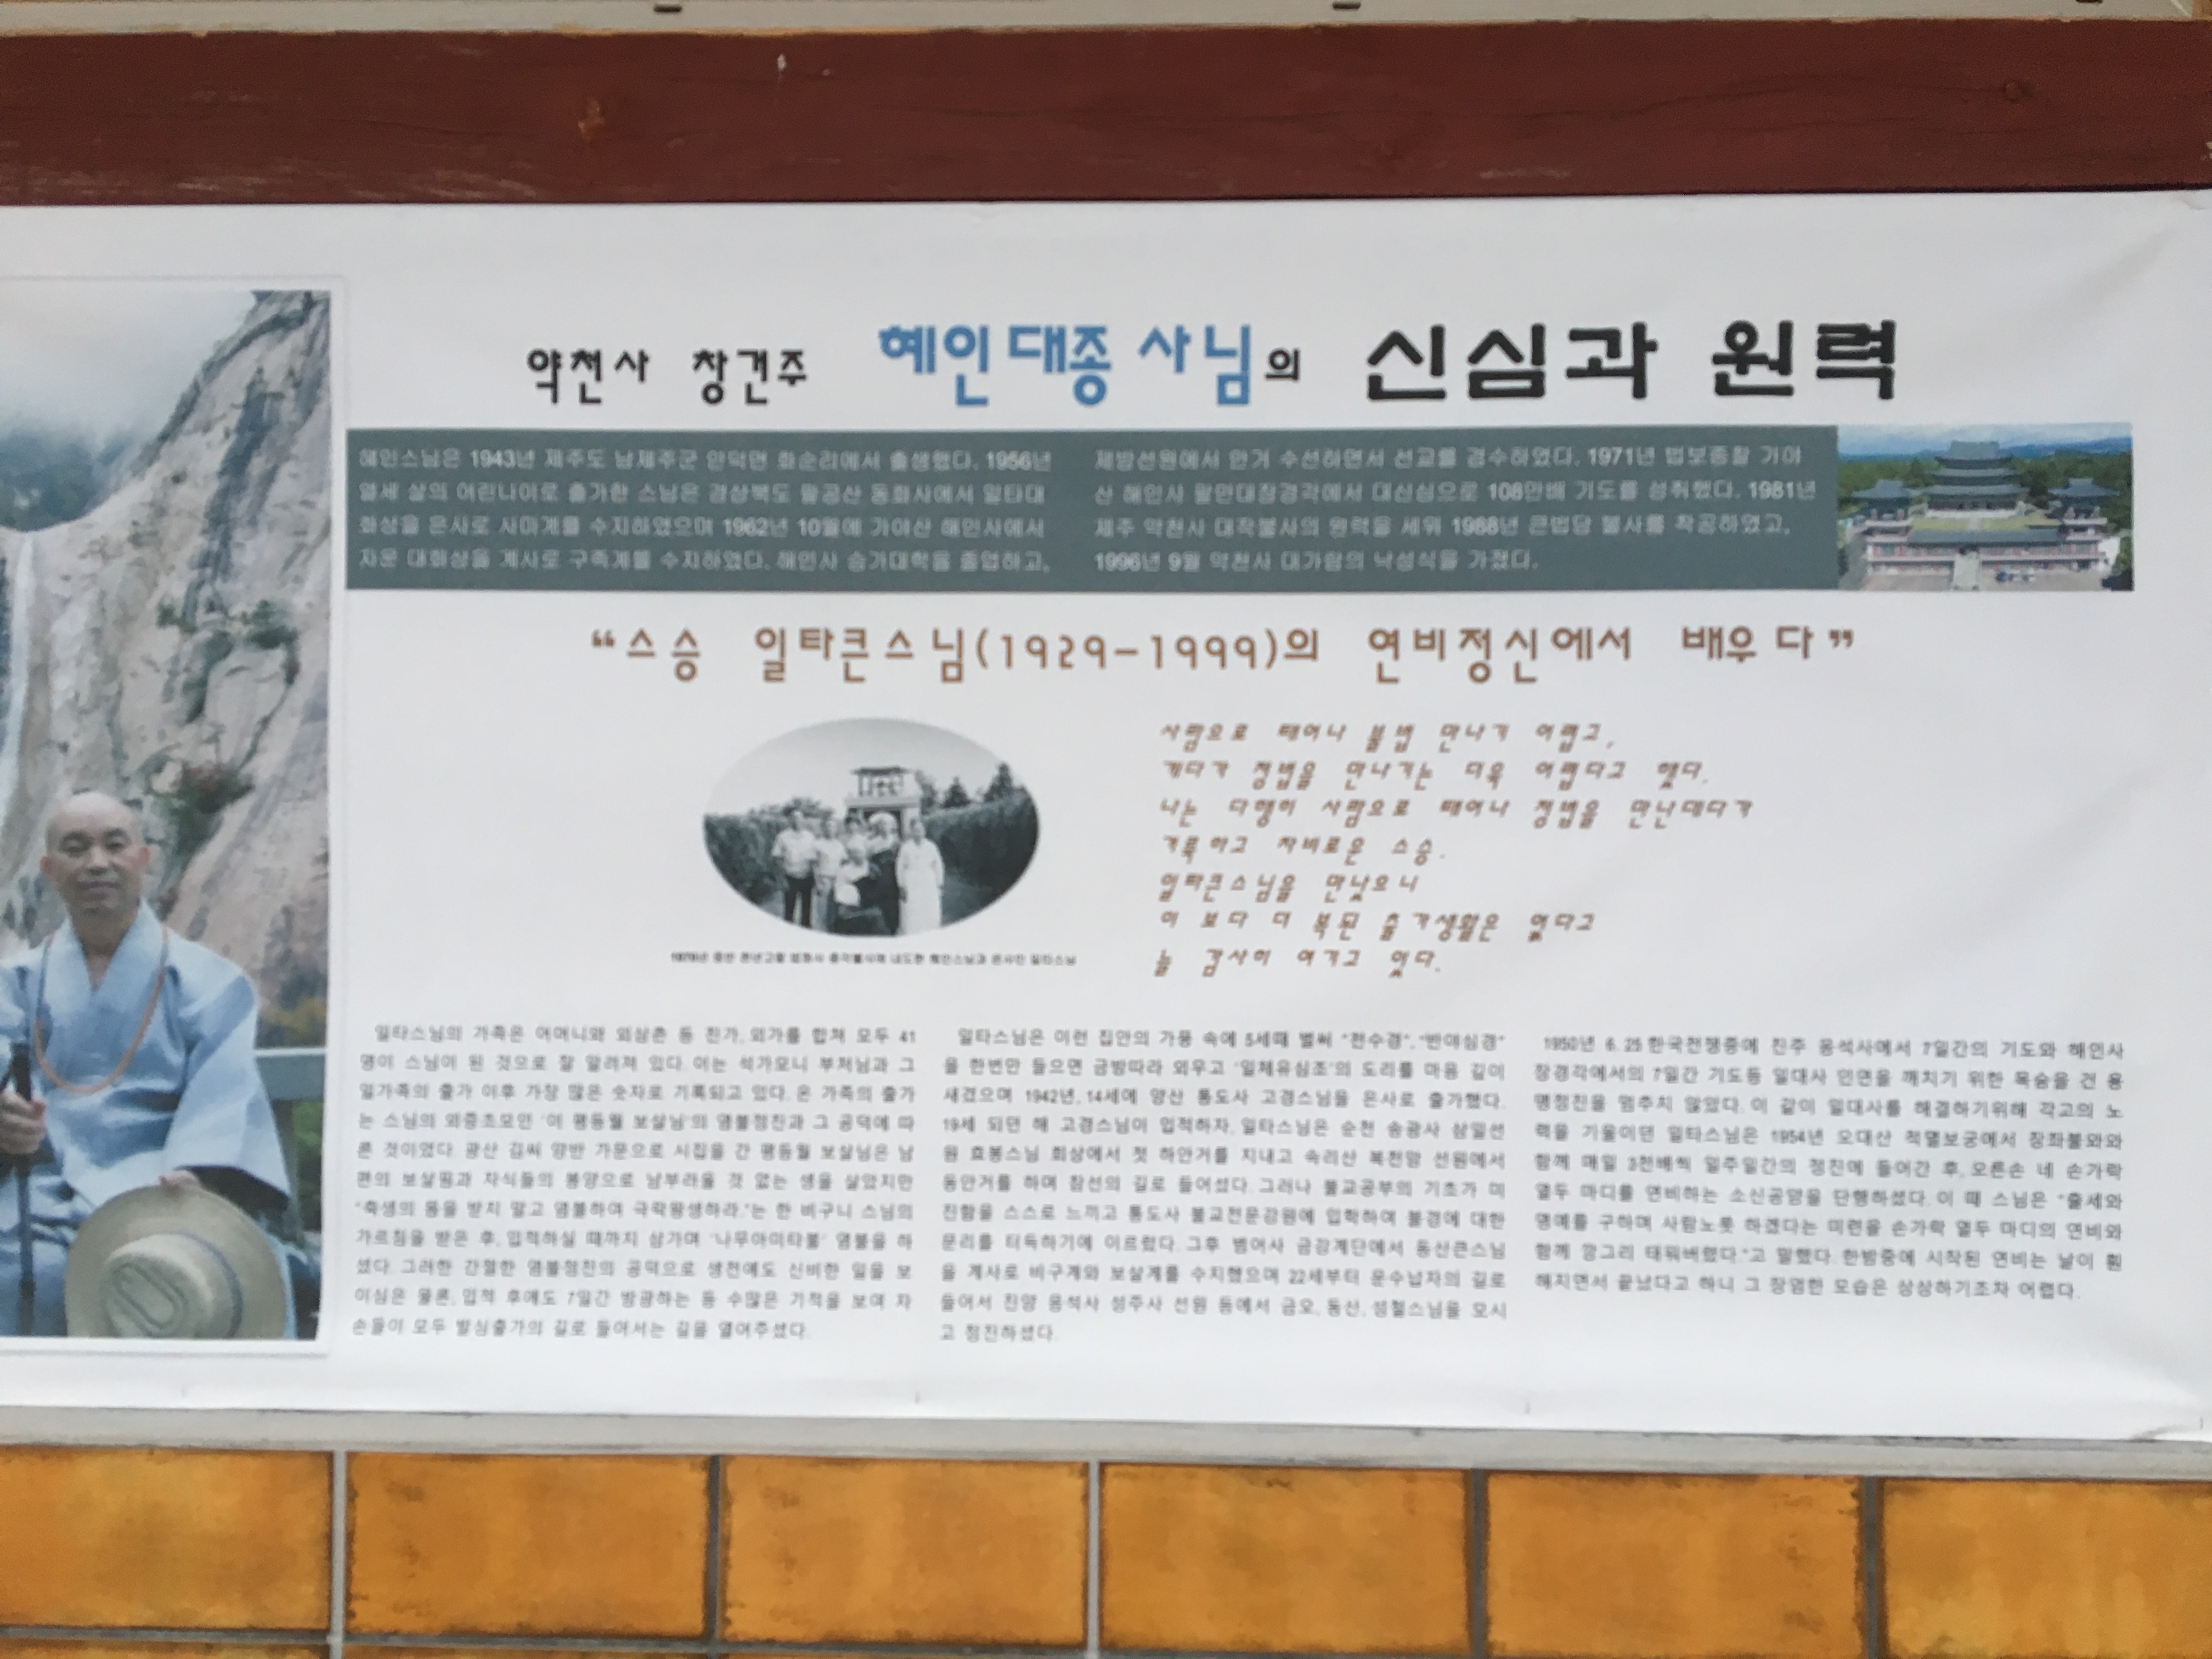 약천사 창건주 혜인대종사님의 신심과 원력
혜인스님은 1943년 제주도 남제주군 안덕면 화순리에서 출생했다. 1956년
열세 살의 어린나이로 출가한 스님은 경상북도 팔공산 동화사에서 일타대
화상을 은사로 사미계를 수지하였으며 1962년 10월에 가야산 해인사에서
자운 대화상을 계사로 구족계를 수지하였다. 해인사 승가대학을 졸업하고,
제방선원에서 안거 수선하면서 선교를 겸수하였다. 1971년 법보종찰 가야
산 해인사 팔만대장경각에서 대신심으로 108만배 기도를 성취했다. 1981년
제주 약천사 대작불사의 원력을 세워 1988년 큰법당 불사를 착공하였고,
1996년 9월 약천사 대가람의 낙성식을 가졌다.
“스승 일타큰스님(1929-1999)의 연비정신에서 배우다”
사람으로 태어나 불법 만나기 어렵고,
게다가 정법을 만나기는 더욱 어렵다고 했다.
나는 다행히 사람으로 태어나 정법을 만난데다가
거룩하고 자비로운 스승.
일타큰스님을 만났으니
이 보다 더 복된 출가생활은 없다고
늘 감사히 여기고 있다.
혜인스님과 은사인 일타스님
일타스님의 가족은 어머니와 외삼촌 등 친가, 외가를 합쳐 모두 41
명이 스님이 된 것으로 잘 알려져 있다. 이는 석가모니 부처님과 그
일가족의 출가 이후 가장 많은 숫자로 기록되고 있다. 온 가족의 출가
는 스님의 외증조모인 '이 평등월 보살님'의 염불정진과 그 공덕에 따
른 것이었다. 광산 김씨 양반 가문으로 시집을 간 평등월 보살님은 남
편의 보살핌과 자식들의 봉양으로 남부러울 것 없는 생을 살았지만
“축생의 몸을 받지 말고 염불하여 극락왕생하라.”는 한 비구니 스님의
가르침을 받은 후, 입적하실 때까지 삼가며 '나무아미타불' 염불을 하
셨다. 그러한 간절한 염불정진의 공덕으로 생전에도 신비한 일을 보
이심은 물론, 입적 후에도 7일간 방광하는 등 수많은 기적을 보여 자
손들이 모두 발심출가의 길로 들어서는 길을 열어주셨다.
일타스님은 이런 집안의 가풍 속에 5세때 벌써 “천수경”, “반야심경”
을 한번만 들으면 금방따라 외우고 '일체유심조'의 도리를 마음 깊이
새겼으며 1942년, 14세에 양산 통도사 고경스님을 은사로 출가했다.
19세 되던 해 고경스님이 입적하자, 일타스님은 순천 송광사 삼일선
원 효봉스님 회상에서 첫 하안거를 지내고 속리산 복천암 선원에서
동안거를 하며 참선의 길로 들어섰다. 그러나 불교공부의 기초가 미
진함을 스스로 느끼고 통도사 불교전문강원에 입학하여 불경에 대한
문리를 터득하기에 이르렀다. 그후 범어사 금강계단에서 동산큰스님
을 계사로 비구계와 보살계를 수지했으며 22세부터 운수납자의 길로
들어서 진양 응석사 성주사 선원 등에서 금오, 동산, 성철스님을 모시
고 정진하셨다.
1950년 6.25 한국전쟁중에 진주 응석사에서 7일간의 기도와 해인사
장경각에서의 7일간 기도등 일대사 인연을 깨치기 위한 목숨을 건 용
맹정진을 멈추지 않았다. 이 같이 일대사를 해결하기위해 각고의 노
력을 기울이던 일타스님은 1954년 오대산 적멸보궁에서 장좌불와와
함께 매일 3천배씩 일주일간의 정진에 들어간 후, 오른손 네 손가락
열두 마디를 연비하는 소신공양을 단행하셨다. 이 때 스님은 “출세와
명예를 구하며 사람노릇 하겠다는 미련을 손가락 열두 마디의 연비와
함께 깡그리 태워버렸다.”고 말했다. 한밤중에 시작된 연비는 날이 훤
해지면서 끝났다고 하니 그 장엄한 모습은 상상하기조차 어렵다.